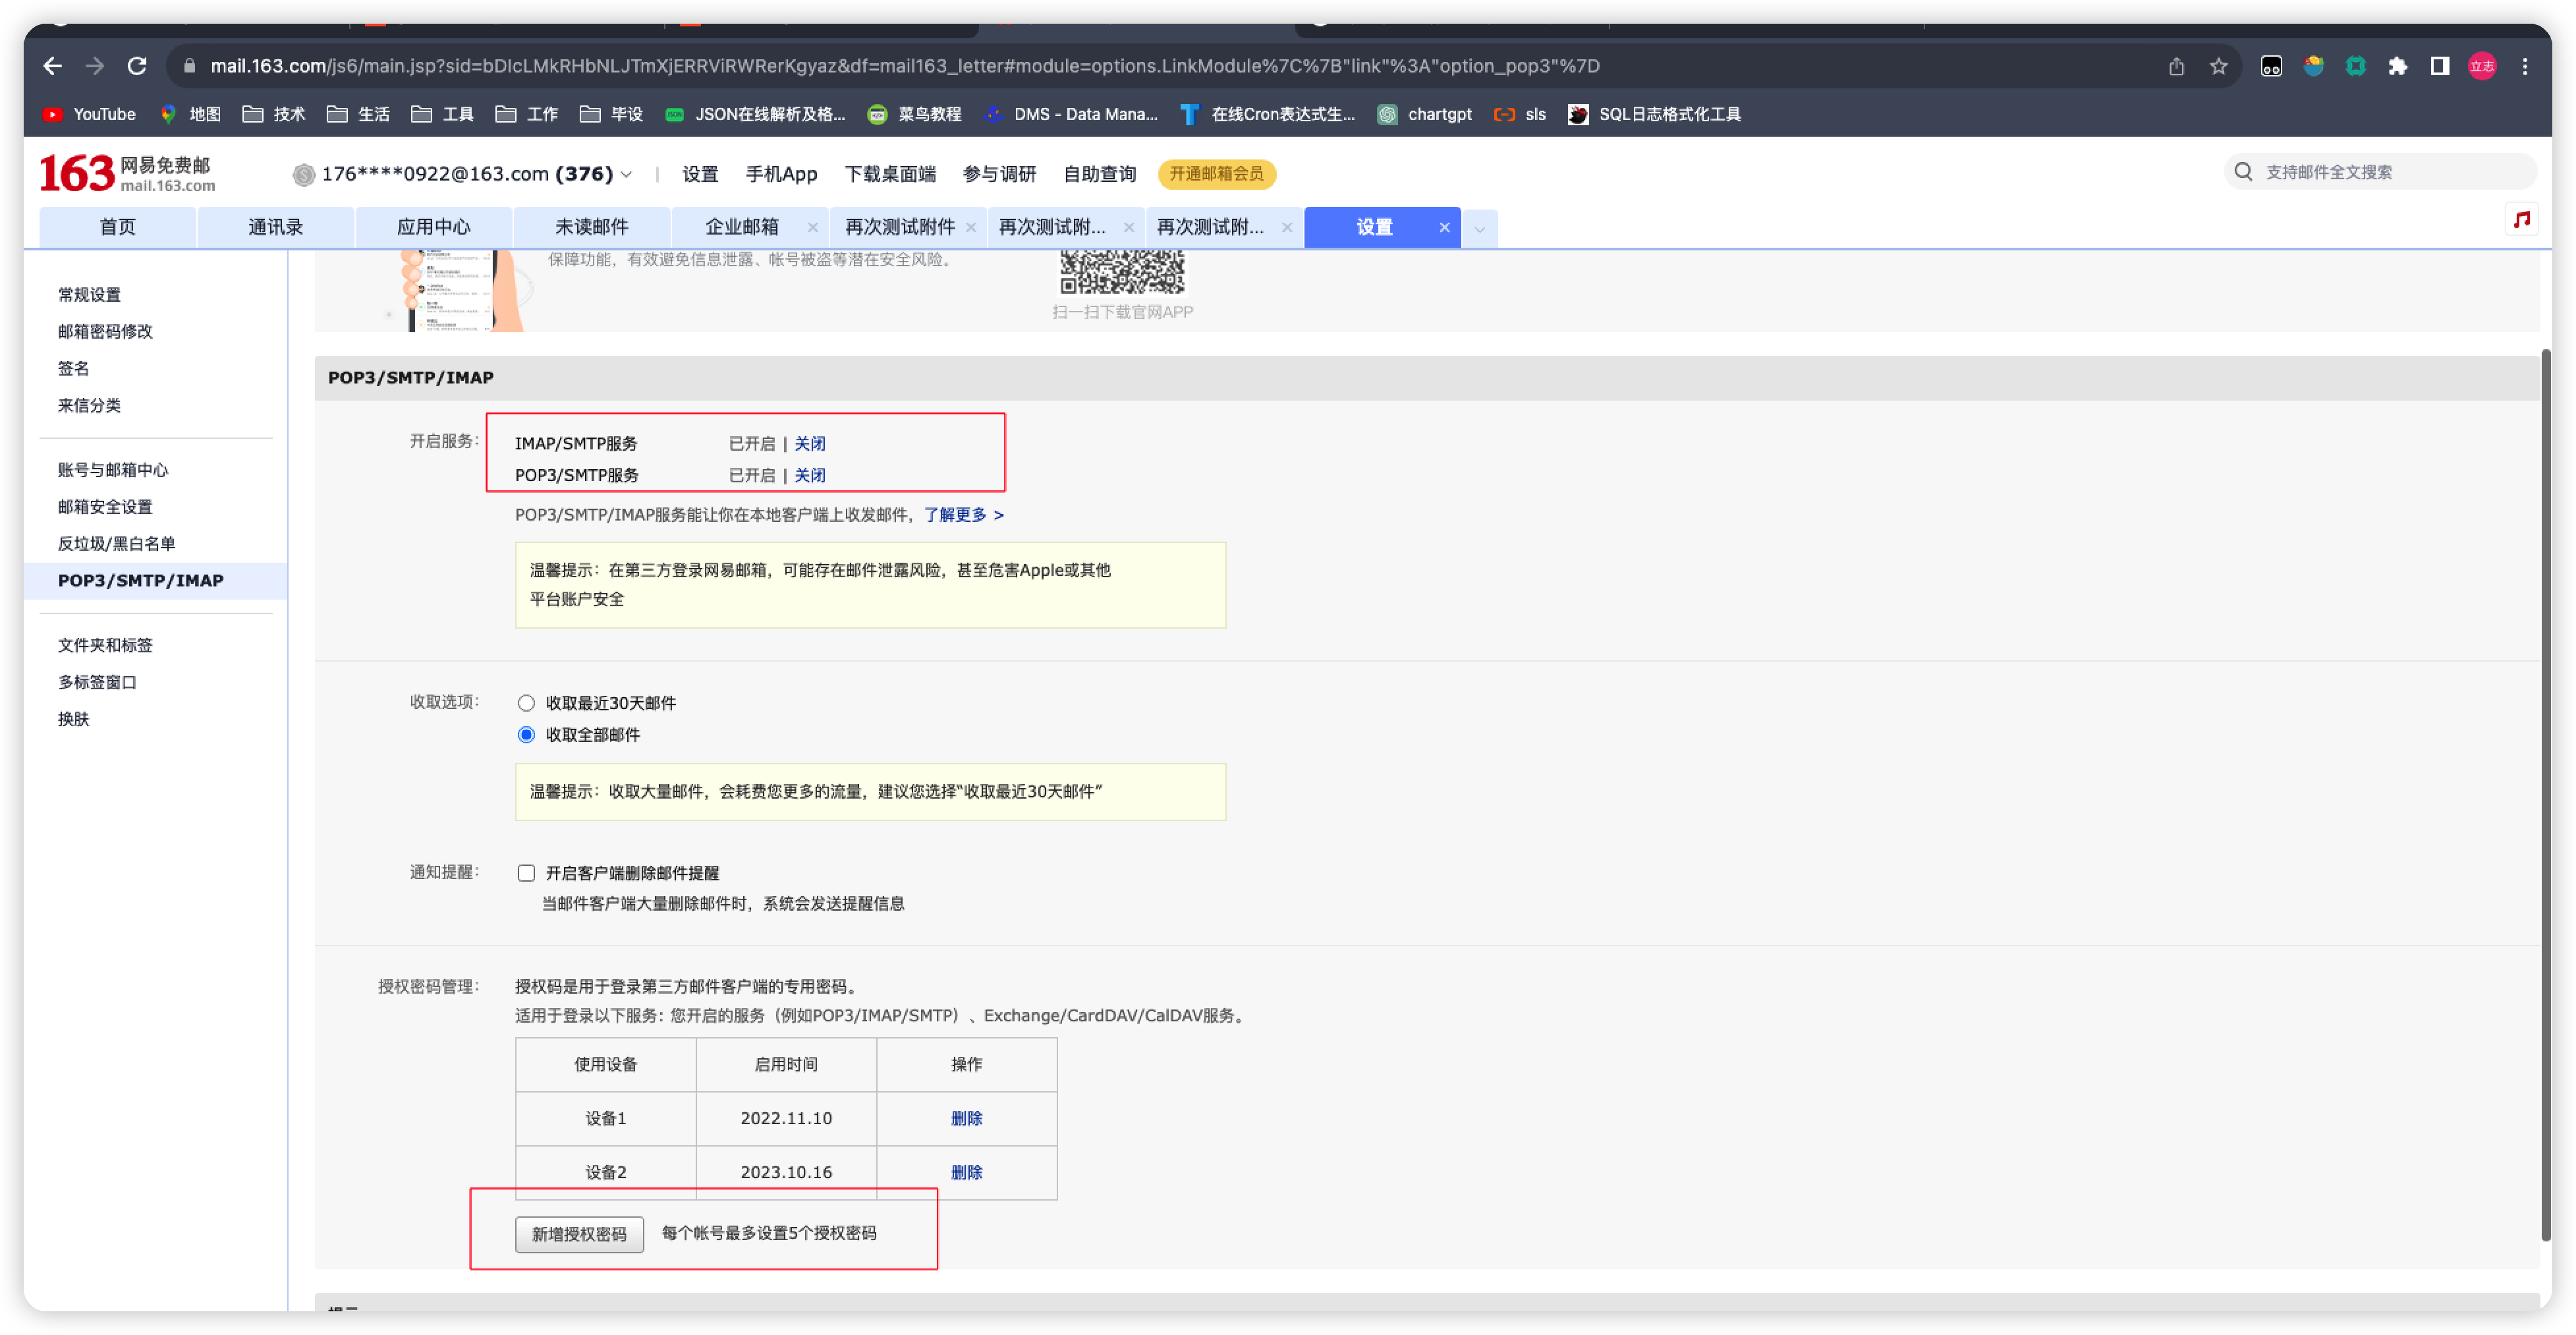 mail.163.com/js6/main.jsp?sid=bDIcLMkRHbNLJTmXjERRViRWRerKgyaz&df=mail163_letter#module=options.LinkModule%7C%7B"link"%3A"option_pop3"%7D
立志
YouTube 地图 技术 生活 工具 工作 毕设 JSON在线解析及格... 菜鸟教程 DMS - Data Mana... 在线Cron表达式生... chartgpt sls SQL日志格式化工具
163 网易免费邮
mail.163.com
176****0922@163.com (376) | 设置 手机App 下载桌面端 参与调研 自助查询 开通邮箱会员
支持邮件全文搜索
首页 通讯录 应用中心 未读邮件 企业邮箱 再次测试附件 再次测试附... 再次测试附... 设置
常规设置
邮箱密码修改
签名
来信分类
账号与邮箱中心
邮箱安全设置
反垃圾/黑白名单
POP3/SMTP/IMAP
文件夹和标签
多标签窗口
换肤
保障功能，有效避免信息泄露、帐号被盗等潜在安全风险。
扫一扫下载官网APP
POP3/SMTP/IMAP
开启服务： IMAP/SMTP服务 已开启 | 关闭
POP3/SMTP服务 已开启 | 关闭
POP3/SMTP/IMAP服务能让你在本地客户端上收发邮件，了解更多 >
温馨提示：在第三方登录网易邮箱，可能存在邮件泄露风险，甚至危害Apple或其他
平台账户安全
收取选项： 收取最近30天邮件
收取全部邮件
温馨提示：收取大量邮件，会耗费您更多的流量，建议您选择“收取最近30天邮件”
通知提醒： 开启客户端删除邮件提醒
当邮件客户端大量删除邮件时，系统会发送提醒信息
授权密码管理： 授权码是用于登录第三方邮件客户端的专用密码。
适用于登录以下服务：您开启的服务（例如POP3/IMAP/SMTP）、Exchange/CardDAV/CalDAV服务。
使用设备 启用时间 操作
设备1 2022.11.10 删除
设备2 2023.10.16 删除
新增授权密码 每个帐号最多设置5个授权密码